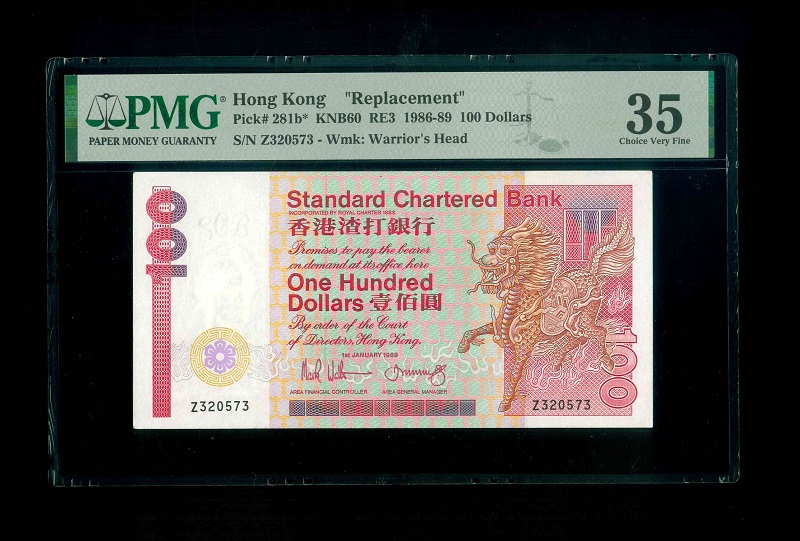 PMG®
PAPER MONEY GUARANTY
Hong Kong "Replacement"
Pick# 281b* KNB60 RE3 1986-89 100 Dollars
S/N Z320573 - Wmk: Warrior's Head
35
Choice Very Fine
100
Standard Chartered Bank
INCORPORATED BY ROYAL CHARTER 1853
香港渣打銀行
Promises to pay the bearer
on demand at its office here
One Hundred
Dollars 壹佰圓
By order of the Court
of Directors, Hong Kong.
1st JANUARY 1989
AREA FINANCIAL CONTROLLER AREA GENERAL MANAGER
Z320573
Z320573
100